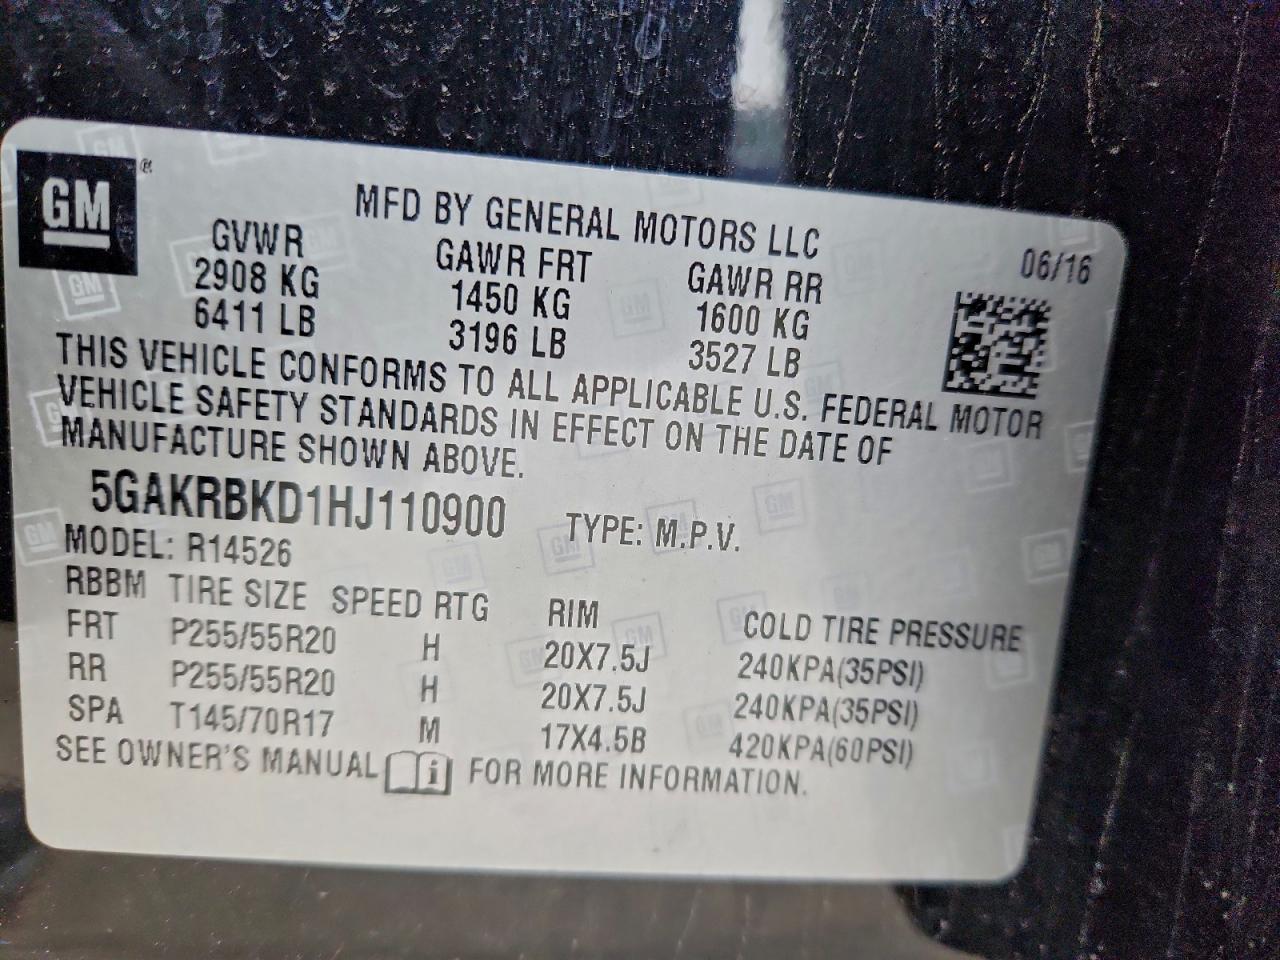 GM®
MFD BY GENERAL MOTORS LLC
06/16
GVWR GAWR FRT GAWR RR
2908 KG 1450 KG 1600 KG
6411 LB 3196 LB 3527 LB
THIS VEHICLE CONFORMS TO ALL APPLICABLE U.S. FEDERAL MOTOR
VEHICLE SAFETY STANDARDS IN EFFECT ON THE DATE OF
MANUFACTURE SHOWN ABOVE.
5GAKRBKD1HJ110900 TYPE: M.P.V.
MODEL: R14526
RBBM TIRE SIZE SPEED RTG RIM COLD TIRE PRESSURE
FRT P255/55R20 H 20X7.5J 240KPA(35PSI)
RR P255/55R20 H 20X7.5J 240KPA(35PSI)
SPA T145/70R17 M 17X4.5B 420KPA(60PSI)
SEE OWNER'S MANUAL i FOR MORE INFORMATION.